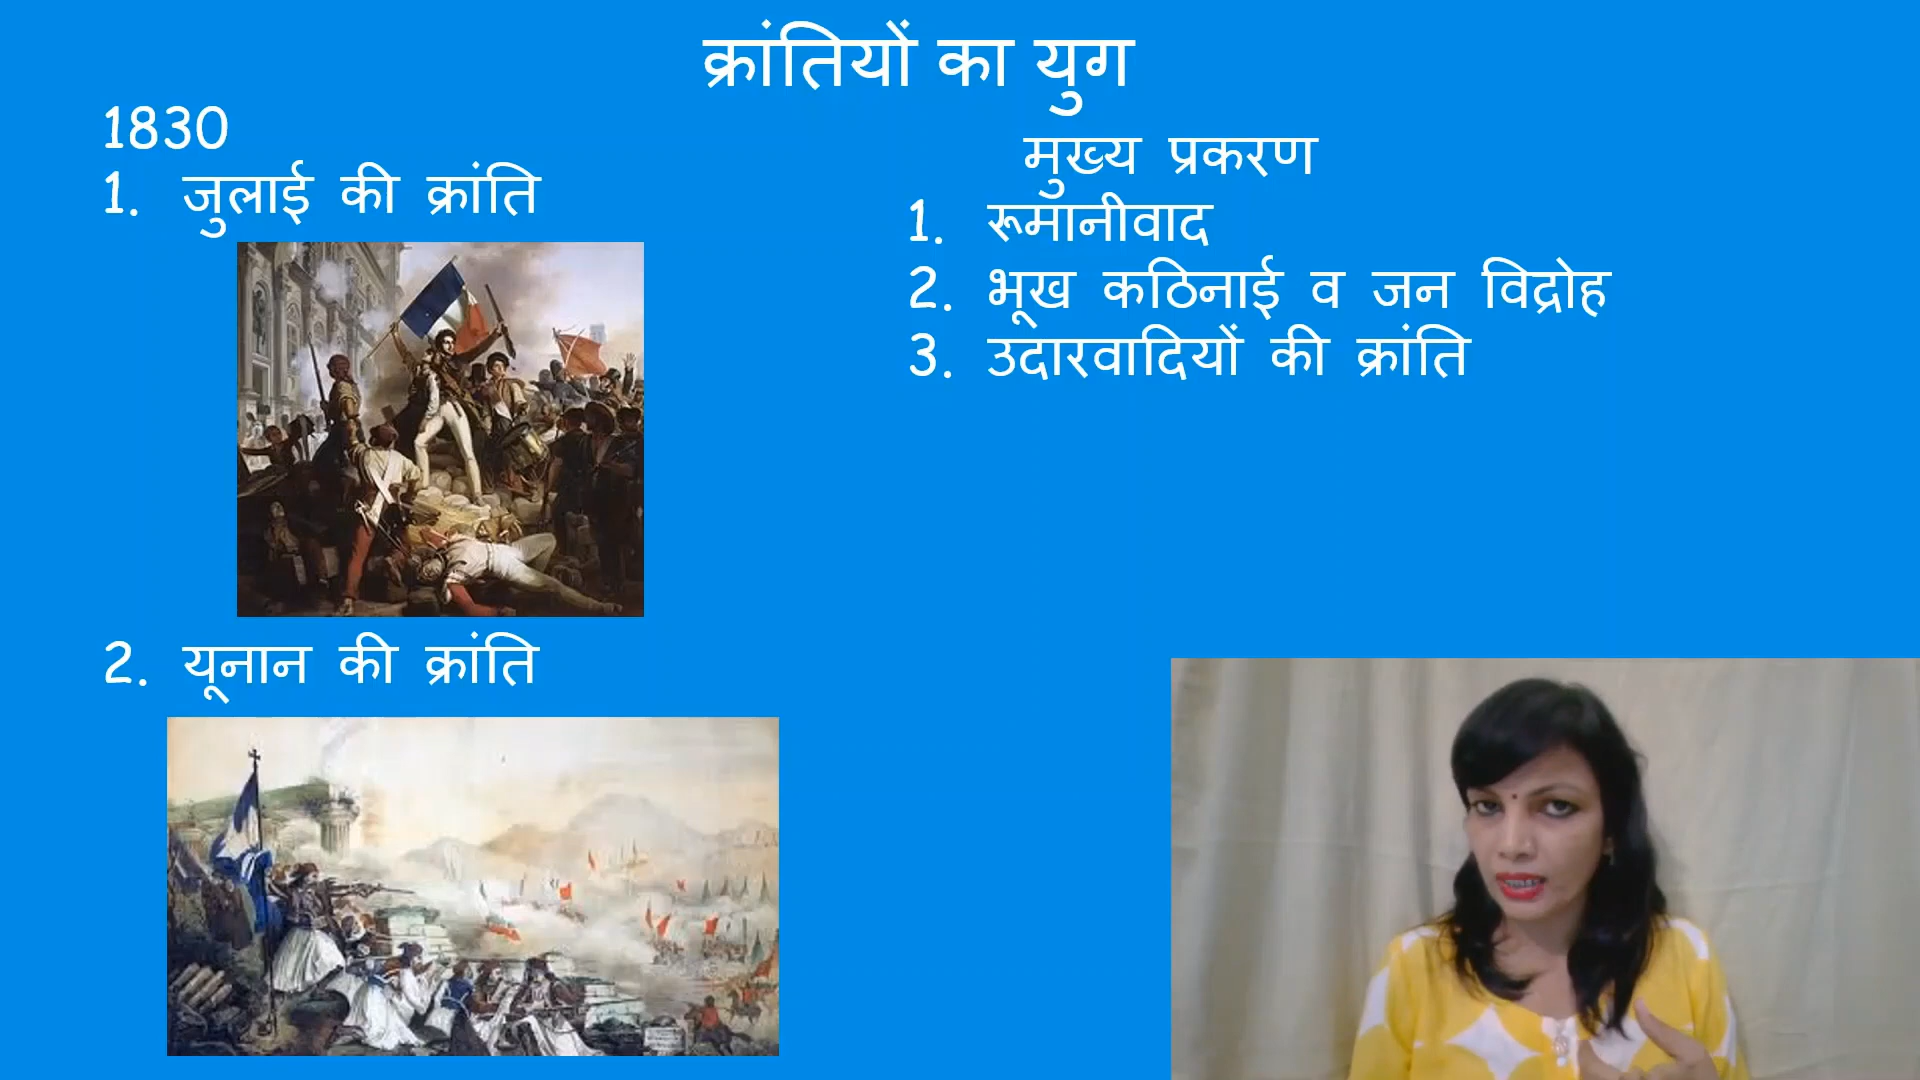 क्रांतियों का युग
1830
1. जुलाई की क्रांति
2. यूनान की क्रांति
मुख्य प्रकरण
1. रूमानीवाद
2. भूख कठिनाई व जन विद्रोह
3. उदारवादियों की क्रांति